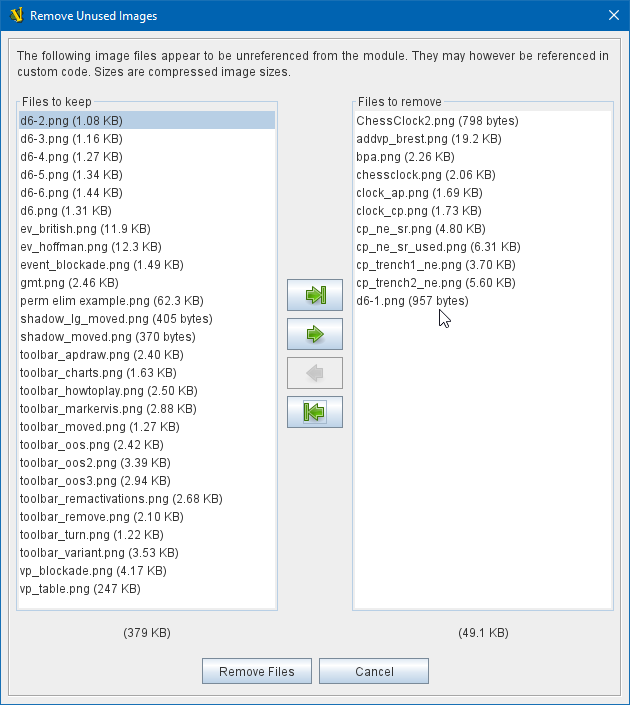 Remove Unused Images
The following image files appear to be unreferenced from the module. They may however be referenced in
custom code. Sizes are compressed image sizes.
Files to keep
d6-2.png (1.08 KB)
d6-3.png (1.16 KB)
d6-4.png (1.27 KB)
d6-5.png (1.34 KB)
d6-6.png (1.44 KB)
d6.png (1.31 KB)
ev_british.png (11.9 KB)
ev_hoffman.png (12.3 KB)
event_blockade.png (1.49 KB)
gmt.png (2.46 KB)
perm elim example.png (62.3 KB)
shadow_lg_moved.png (405 bytes)
shadow_moved.png (370 bytes)
toolbar_apdraw.png (2.40 KB)
toolbar_charts.png (1.63 KB)
toolbar_howtoplay.png (2.50 KB)
toolbar_markervis.png (2.88 KB)
toolbar_moved.png (1.27 KB)
toolbar_oos.png (2.42 KB)
toolbar_oos2.png (3.39 KB)
toolbar_oos3.png (2.94 KB)
toolbar_remactivations.png (2.68 KB)
toolbar_remove.png (2.10 KB)
toolbar_turn.png (1.22 KB)
toolbar_variant.png (3.53 KB)
vp_blockade.png (4.17 KB)
vp_table.png (247 KB)
(379 KB)
Files to remove
ChessClock2.png (798 bytes)
addvp_brest.png (19.2 KB)
bpa.png (2.26 KB)
chessclock.png (2.06 KB)
clock_ap.png (1.69 KB)
clock_cp.png (1.73 KB)
cp_ne_sr.png (4.80 KB)
cp_ne_sr_used.png (6.31 KB)
cp_trench1_ne.png (3.70 KB)
cp_trench2_ne.png (5.60 KB)
d6-1.png (957 bytes)
(49.1 KB)
Remove Files
Cancel